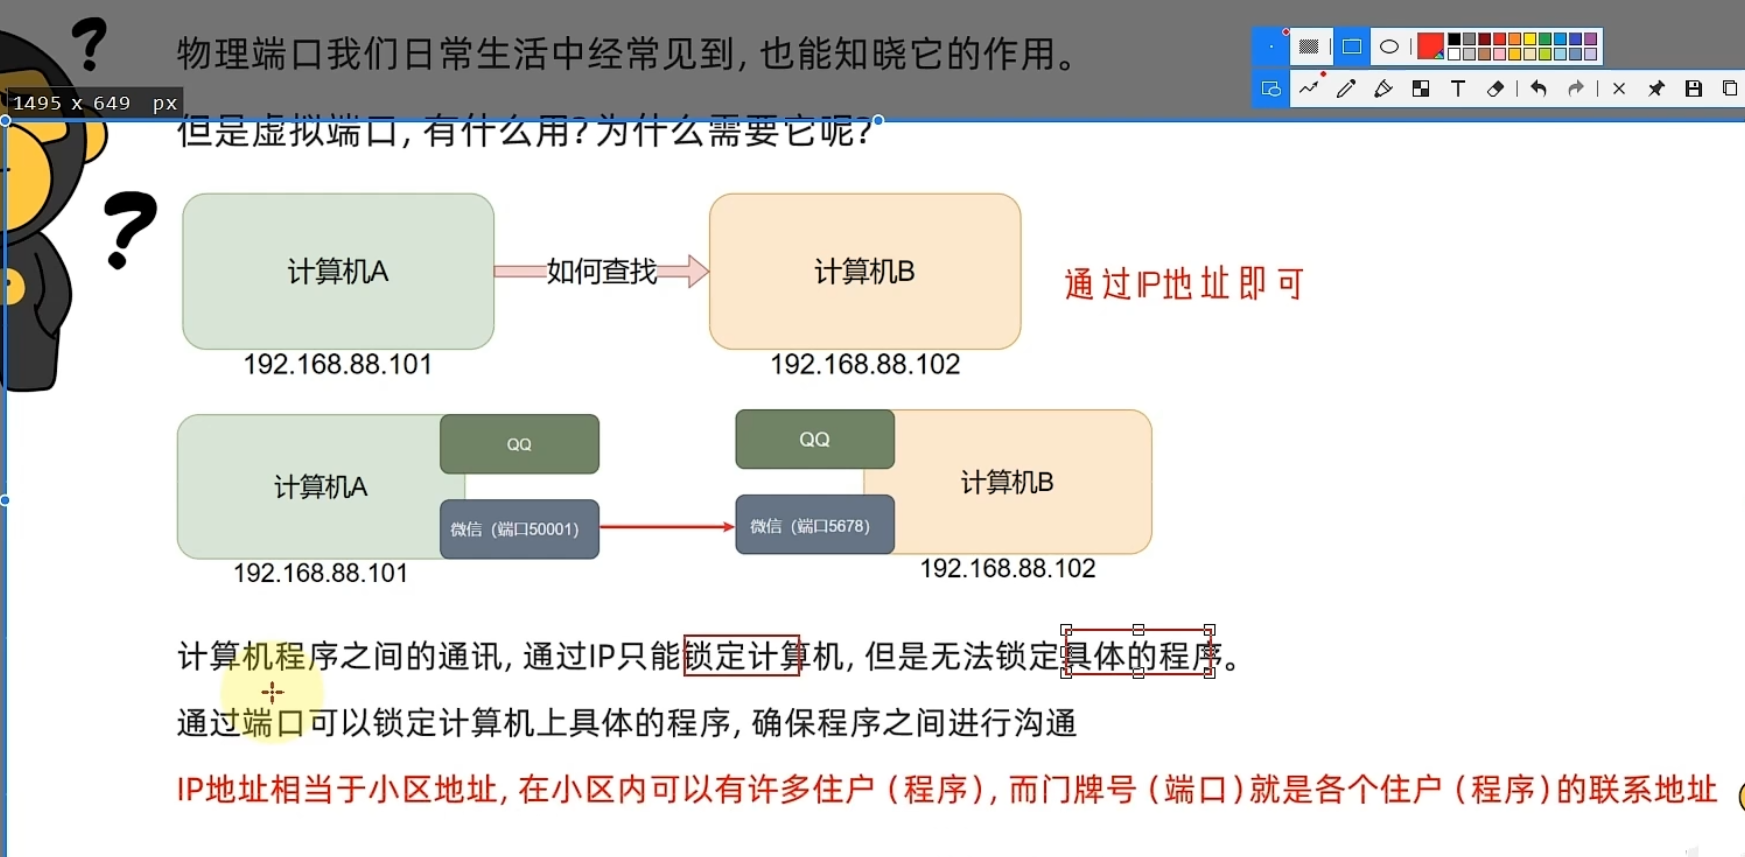 物理端口我们日常生活中经常见到, 也能知晓它的作用。
1495 x 649 px
但是虚拟端口, 有什么用? 为什么需要它呢?
计算机A
如何查找
计算机B
通过IP地址即可
192.168.88.101
192.168.88.102
QQ
QQ
计算机A
计算机B
微信（端口50001）
微信（端口5678）
192.168.88.101
192.168.88.102
计算机程序之间的通讯, 通过IP只能锁定计算机, 但是无法锁定具体的程序。
通过端口可以锁定计算机上具体的程序, 确保程序之间进行沟通
IP地址相当于小区地址, 在小区内可以有许多住户（程序）, 而门牌号（端口）就是各个住户（程序）的联系地址